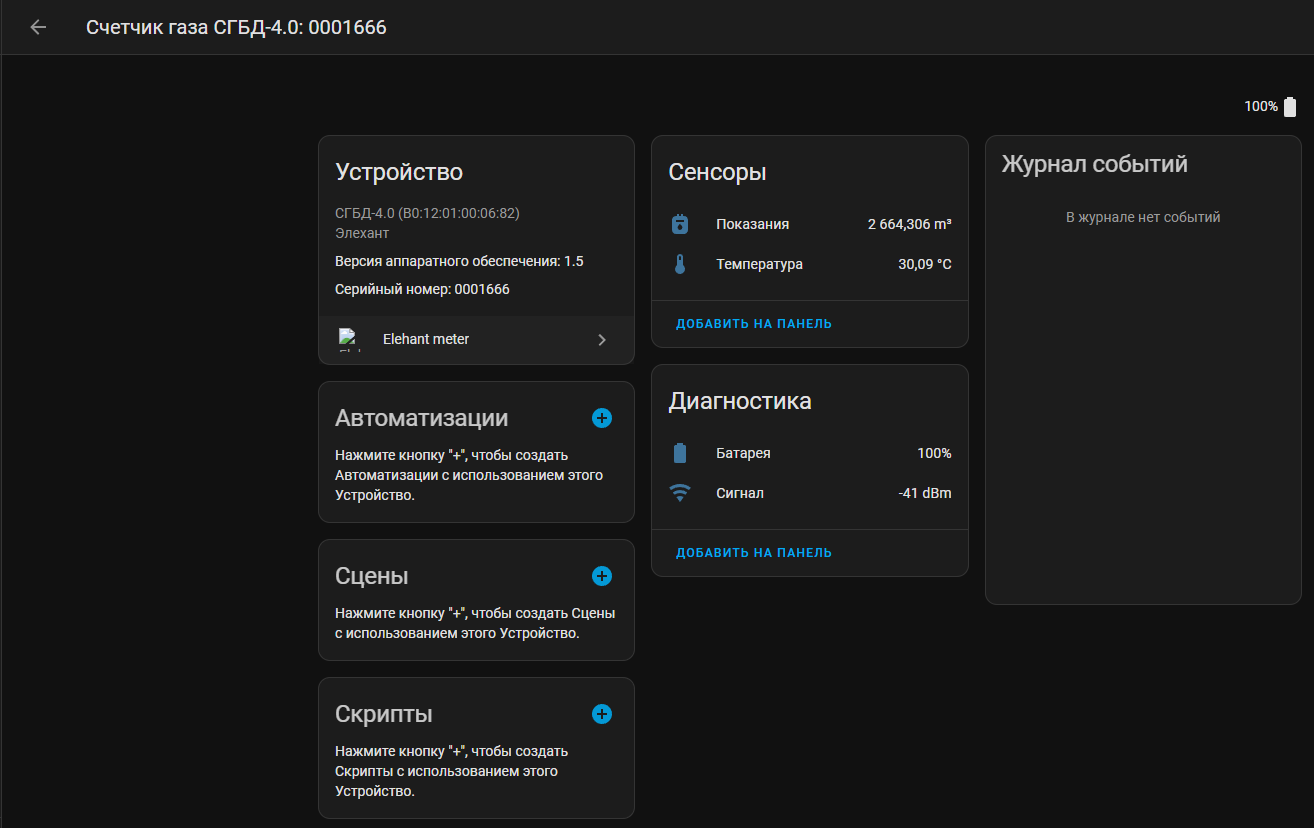 Счетчик газа СГБД-4.0: 0001666
100%
Устройство
СГБД-4.0 (B0:12:01:00:06:82)
Элехант
Версия аппаратного обеспечения: 1.5
Серийный номер: 0001666
Elehant meter
Автоматизации
Нажмите кнопку "+", чтобы создать
Автоматизации с использованием этого
Устройство.
Сцены
Нажмите кнопку "+", чтобы создать Сцены
с использованием этого Устройство.
Скрипты
Нажмите кнопку "+", чтобы создать
Скрипты с использованием этого
Устройство.
Сенсоры
Показания 2 664,306 m³
Температура 30,09 °C
ДОБАВИТЬ НА ПАНЕЛЬ
Диагностика
Батарея 100%
Сигнал -41 dBm
ДОБАВИТЬ НА ПАНЕЛЬ
Журнал событий
В журнале нет событий